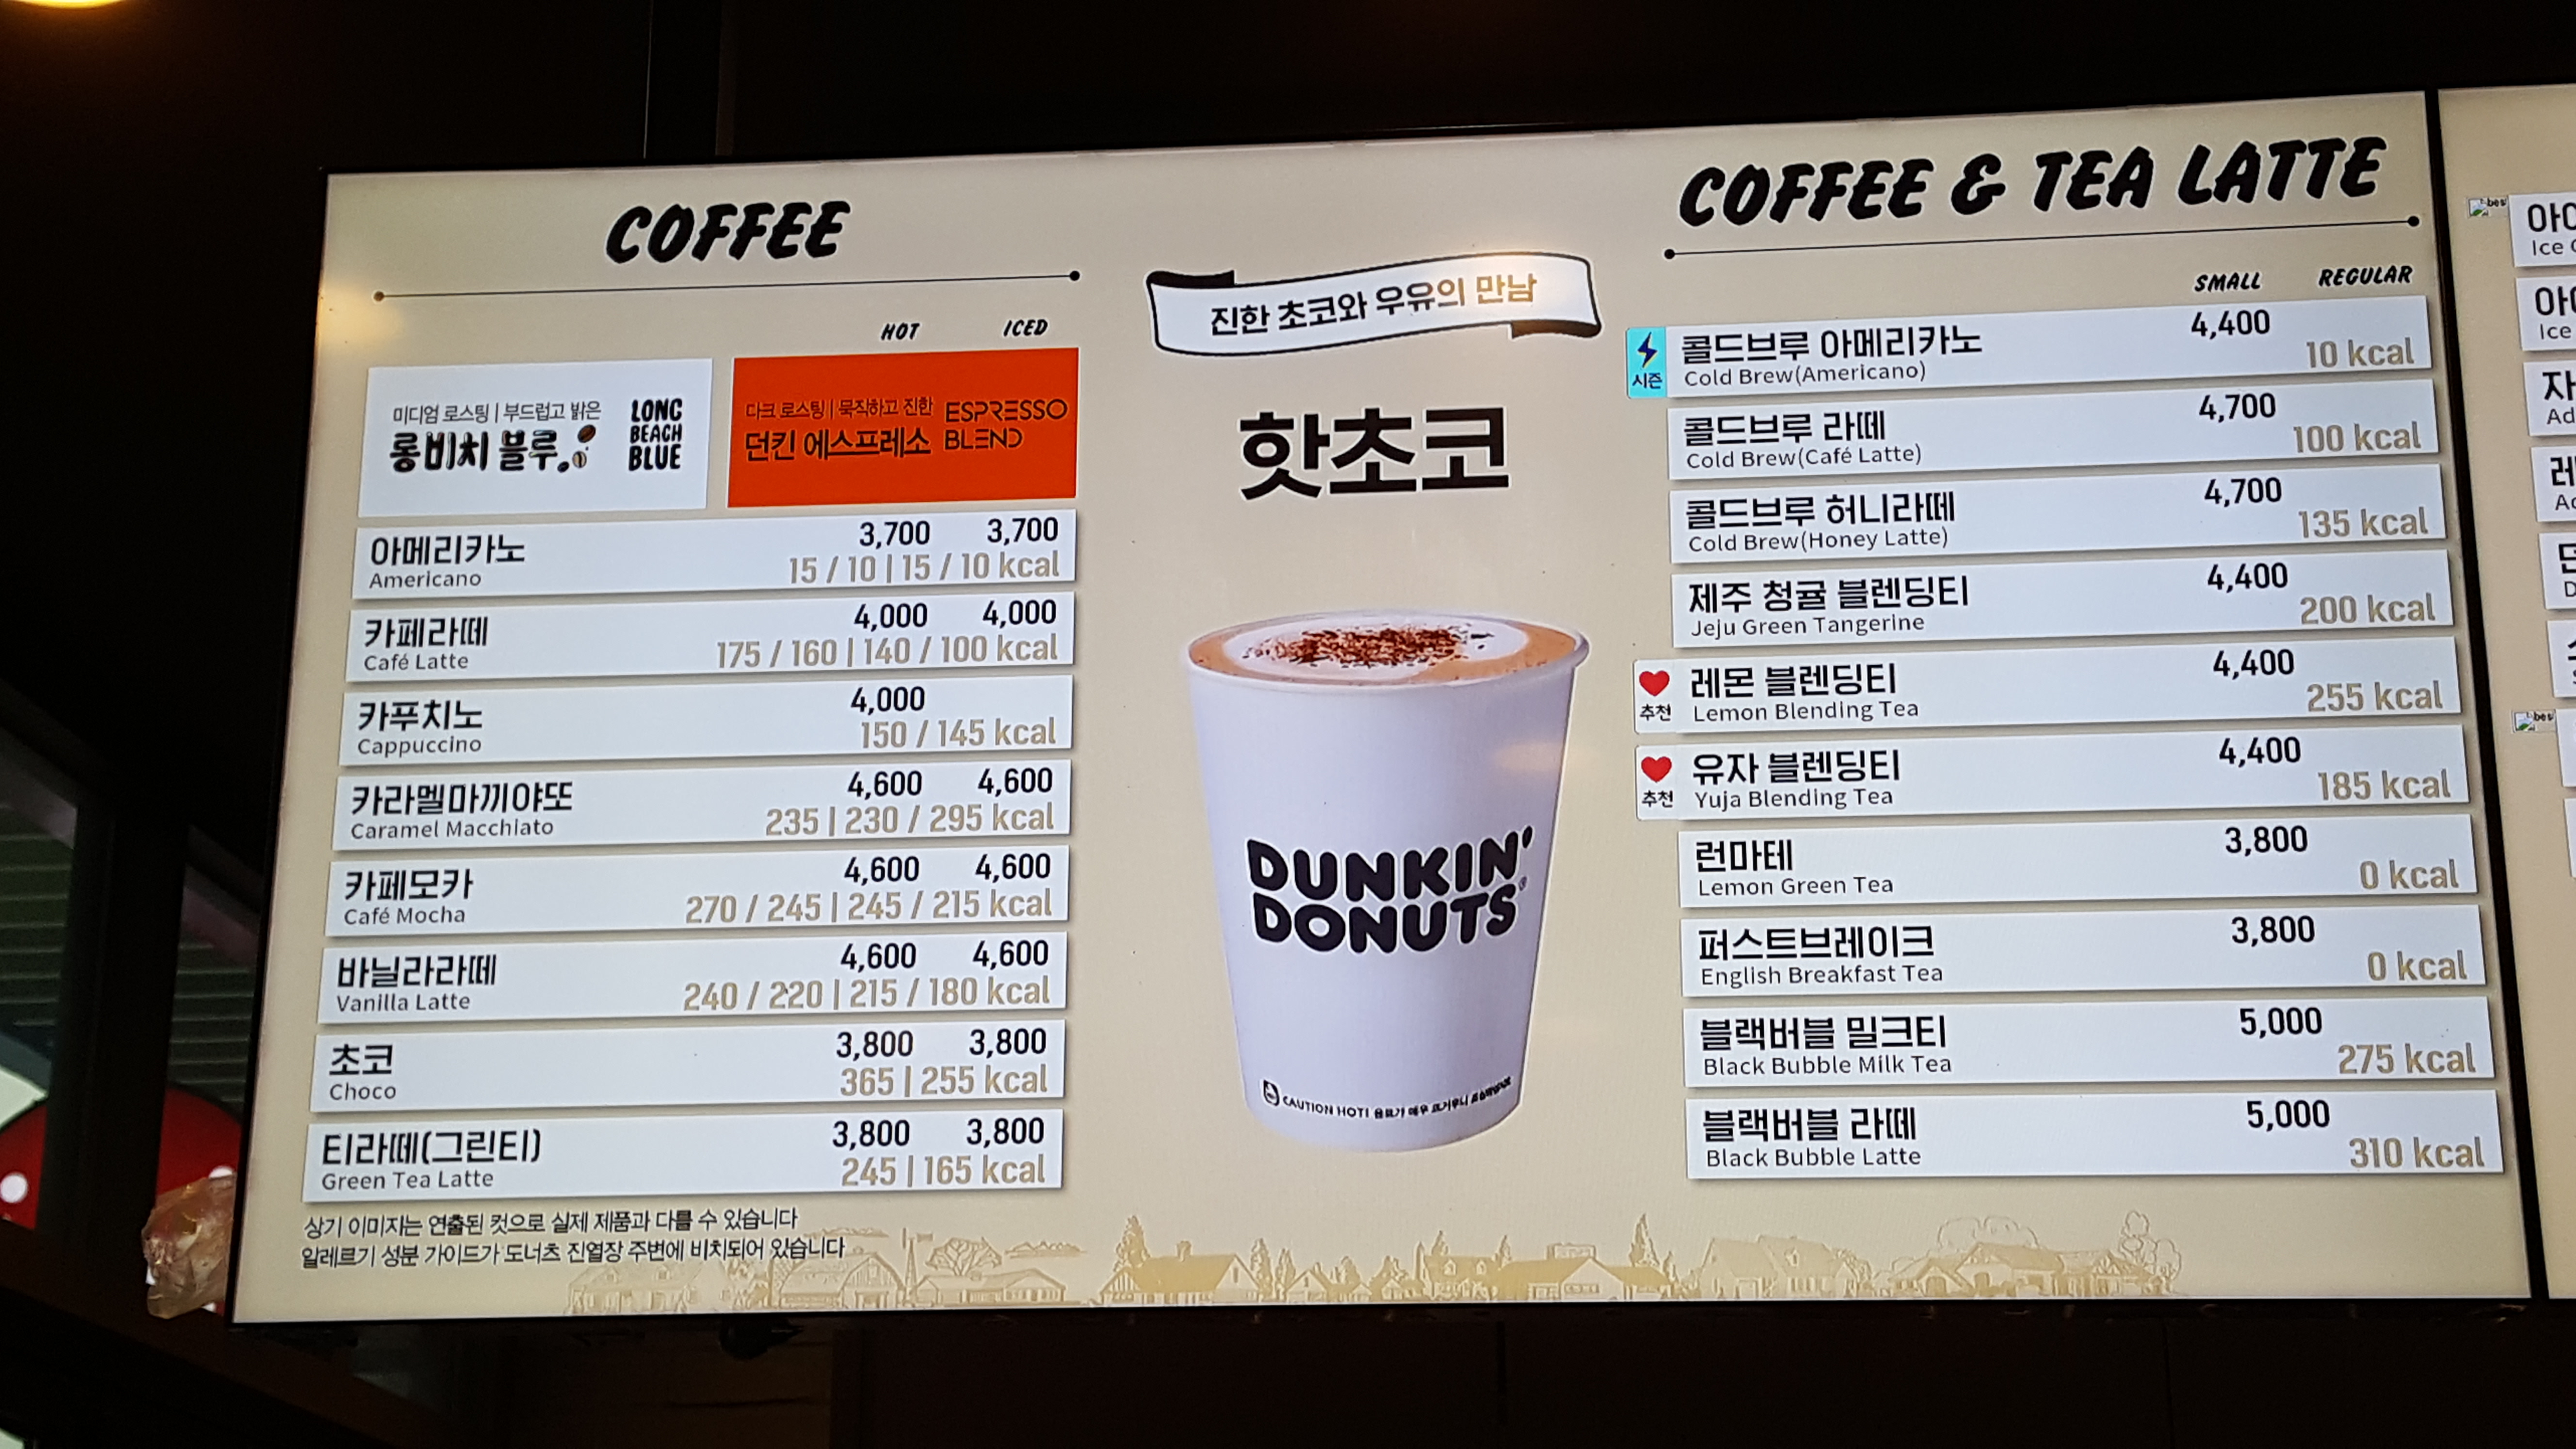 COFFEE
HOT ICED
미디엄 로스팅 | 부드럽고 밝은
롱비치 블루
LONG
BEACH
BLUE
다크 로스팅 | 묵직하고 진한
던킨 에스프레소
ESPRESSO
BLEND
아메리카노 3,700 3,700
Americano 15 / 10 | 15 / 10 kcal
카페라떼 4,000 4,000
Café Latte 175 / 160 | 140 / 100 kcal
카푸치노 4,000
Cappuccino 150 / 145 kcal
카라멜마끼야또 4,600 4,600
Caramel Macchiato 235 | 230 / 295 kcal
카페모카 4,600 4,600
Café Mocha 270 / 245 | 245 / 215 kcal
바닐라라떼 4,600 4,600
Vanilla Latte 240 / 220 | 215 / 180 kcal
초코 3,800 3,800
Choco 365 | 255 kcal
티라떼(그린티) 3,800 3,800
Green Tea Latte 245 | 165 kcal
상기 이미지는 연출된 컷으로 실제 제품과 다를 수 있습니다
알레르기 성분 가이드가 도너츠 진열장 주변에 비치되어 있습니다
진한 초코와 우유의 만남
핫초코
DUNKIN'
DONUTS
CAUTION HOT!
COFFEE & TEA LATTE
SMALL REGULAR
시즌
콜드브루 아메리카노 4,400
Cold Brew(Americano) 10 kcal
콜드브루 라떼 4,700
Cold Brew(Café Latte) 100 kcal
콜드브루 허니라떼 4,700
Cold Brew(Honey Latte) 135 kcal
제주 청귤 블렌딩티 4,400
Jeju Green Tangerine 200 kcal
추천
레몬 블렌딩티 4,400
Lemon Blending Tea 255 kcal
추천
유자 블렌딩티 4,400
Yuja Blending Tea 185 kcal
런마테 3,800
Lemon Green Tea 0 kcal
퍼스트브레이크 3,800
English Breakfast Tea 0 kcal
블랙버블 밀크티 5,000
Black Bubble Milk Tea 275 kcal
블랙버블 라떼 5,000
Black Bubble Latte 310 kcal
Ice
Ice